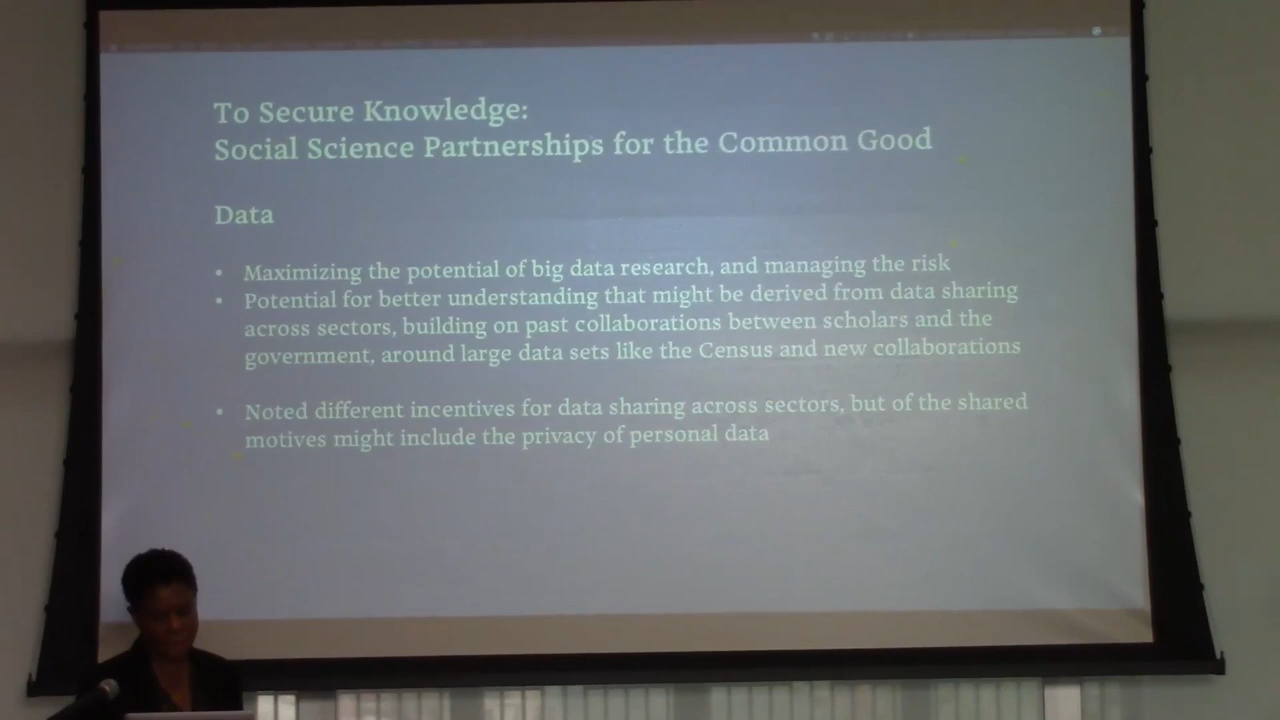 To Secure Knowledge:
Social Science Partnerships for the Common Good
Data
• Maximizing the potential of big data research, and managing the risk
• Potential for better understanding that might be derived from data sharing
across sectors, building on past collaborations between scholars and the
government, around large data sets like the Census and new collaborations
• Noted different incentives for data sharing across sectors, but of the shared
motives might include the privacy of personal data